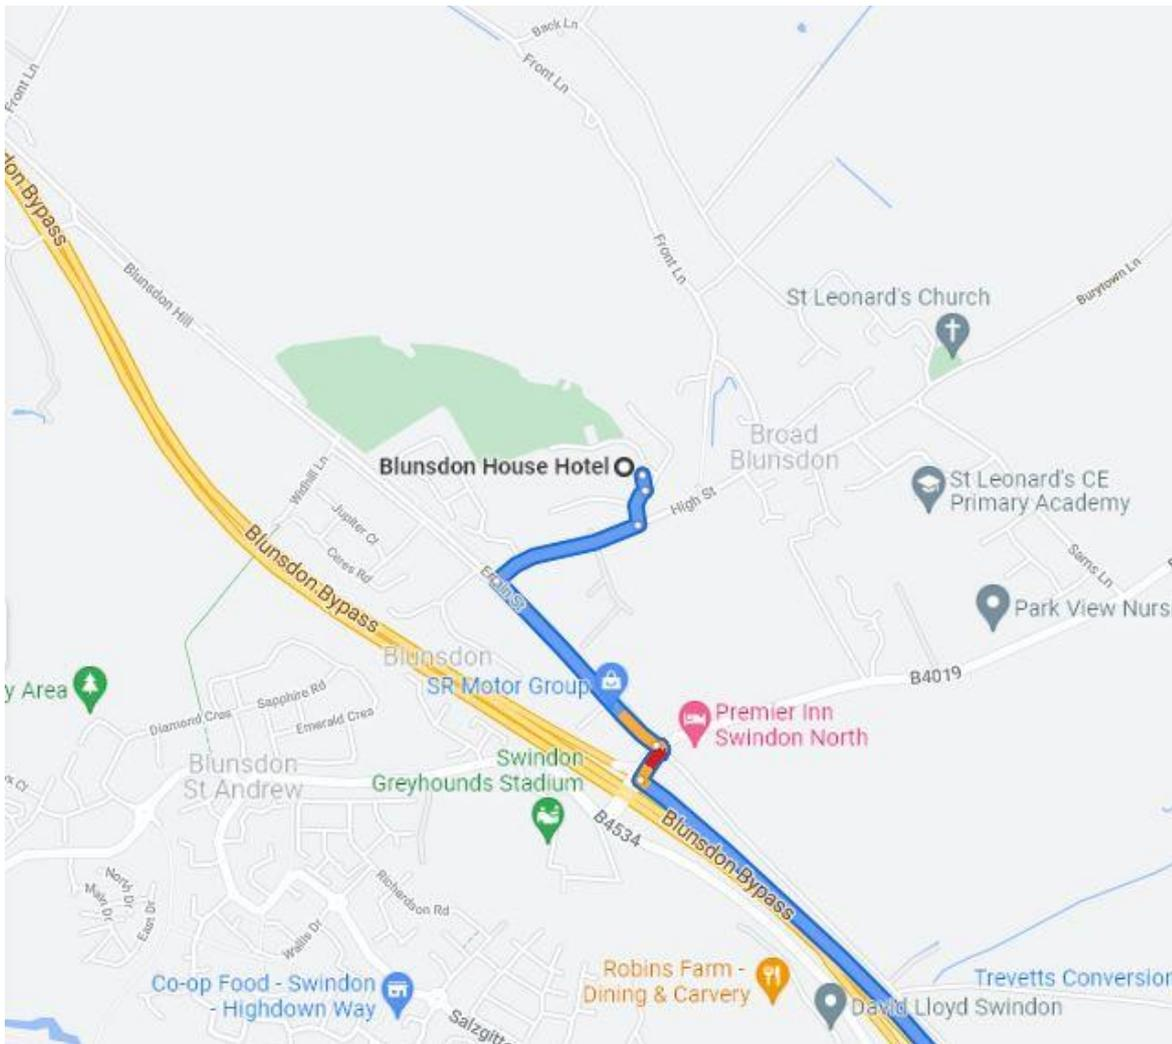 Back Ln
Front Ln
Front Ln
don Bypass
Front Ln
Blunsdon Hill
Burytown Ln
St Leonard's Church
Broad
Blunsdon
Blunsdon House Hotel
High St
St Leonard's CE
Primary Academy
Widhill Ln
Jupiter Cl
Ceres Rd
Blunsdon Bypass
Ermin St
Sams Ln
Park View Nurs
Blunsdon
SR Motor Group
B4019
y Area
Sapphire Rd
Diamond Cres
Emerald Cres
Premier Inn
Swindon North
Blunsdon
St Andrew
Swindon
Greyhounds Stadium
B4534
Blunsdon Bypass
North Dr
Main Dr
East Dr
Richardson Rd
Wallis Dr
Co-op Food - Swindon
- Highdown Way
Robins Farm -
Dining & Carvery
Trevetts Conversion
David Lloyd Swindon
Salzgitt